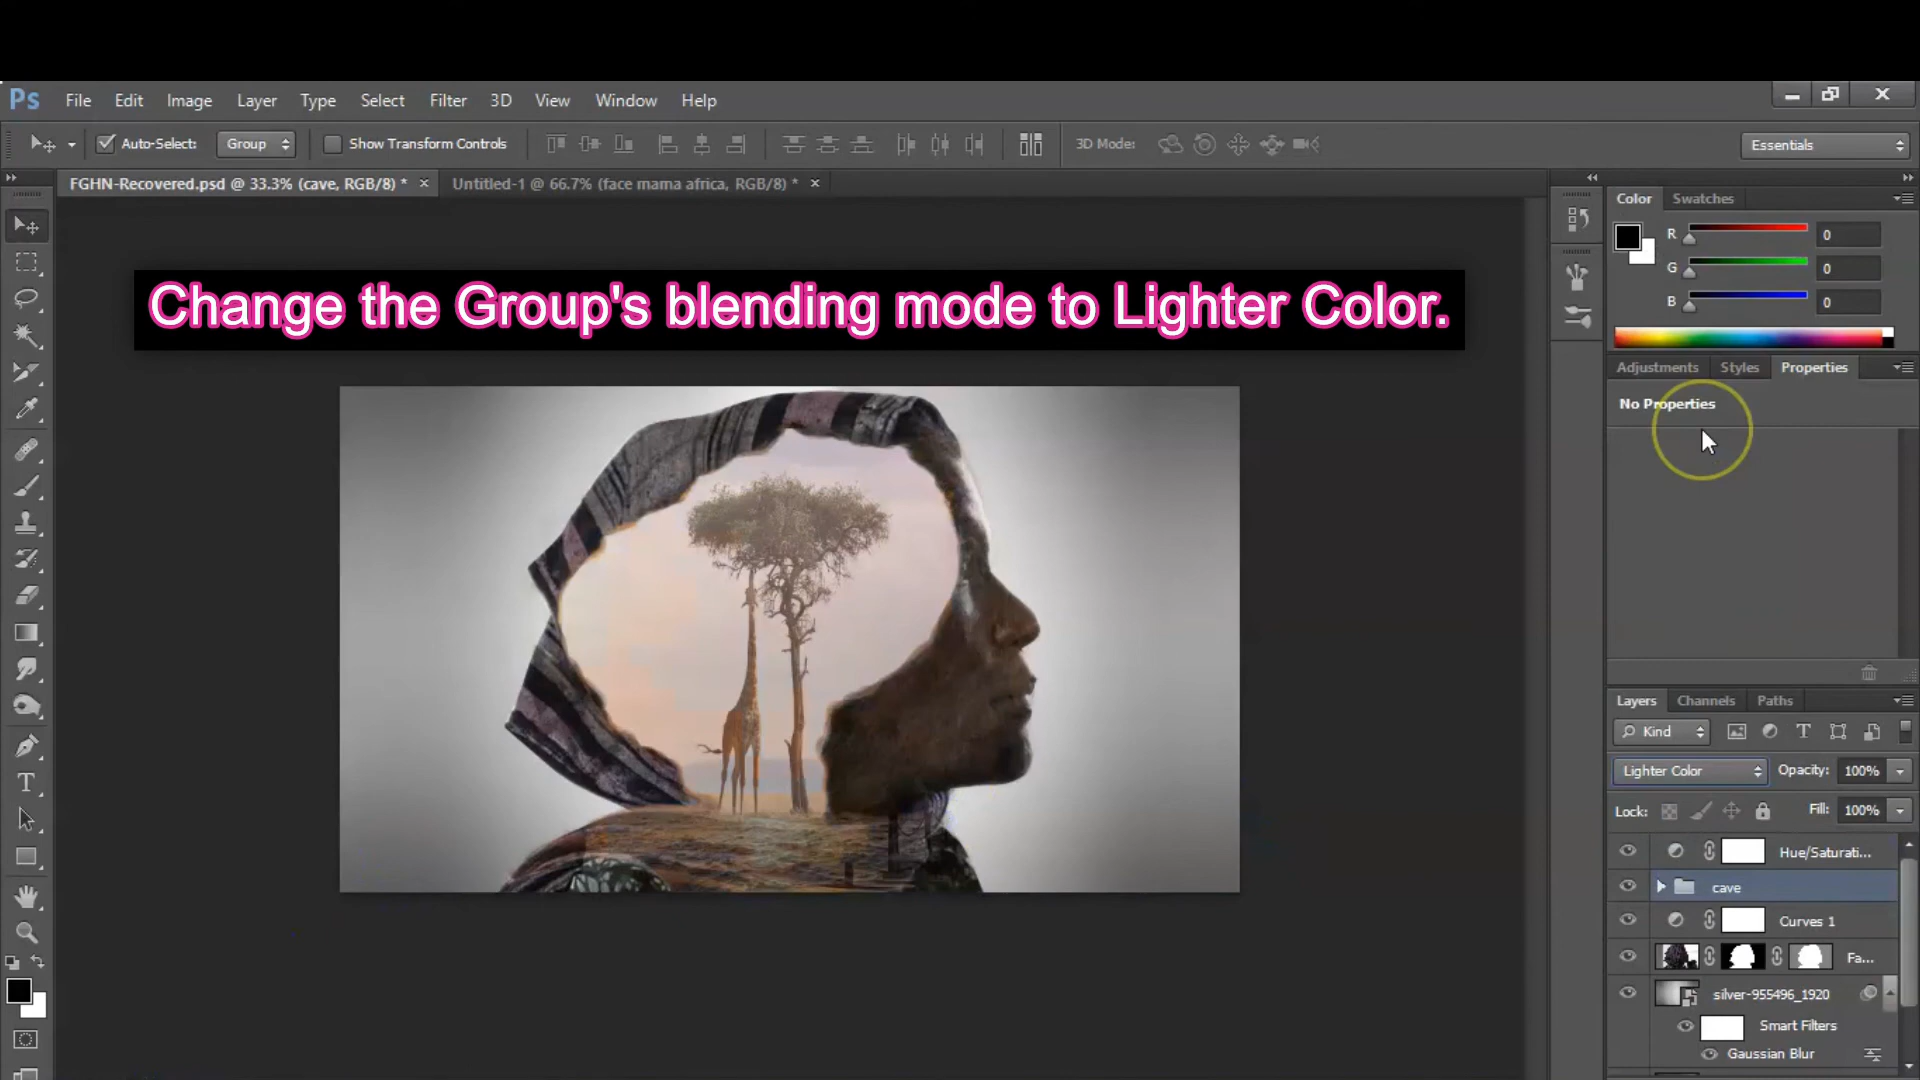 Ps File Edit Image Layer Type Select Filter 3D View Window Help
Auto-Select: Group Show Transform Controls 3D Mode: Essentials
FGHN-Recovered.psd @ 33.3% (cave, RGB/8) * × Untitled-1 @ 66.7% (face mama africa, RGB/8) * ×
Color Swatches
R 0
G 0
B 0
Change the Group's blending mode to Lighter Color.
Adjustments Styles Properties
No Properties
Layers Channels Paths
Kind
Lighter Color Opacity: 100%
Lock: Fill: 100%
Hue/Saturati...
cave
Curves 1
Fa...
silver-955496_1920
Smart Filters
Gaussian Blur